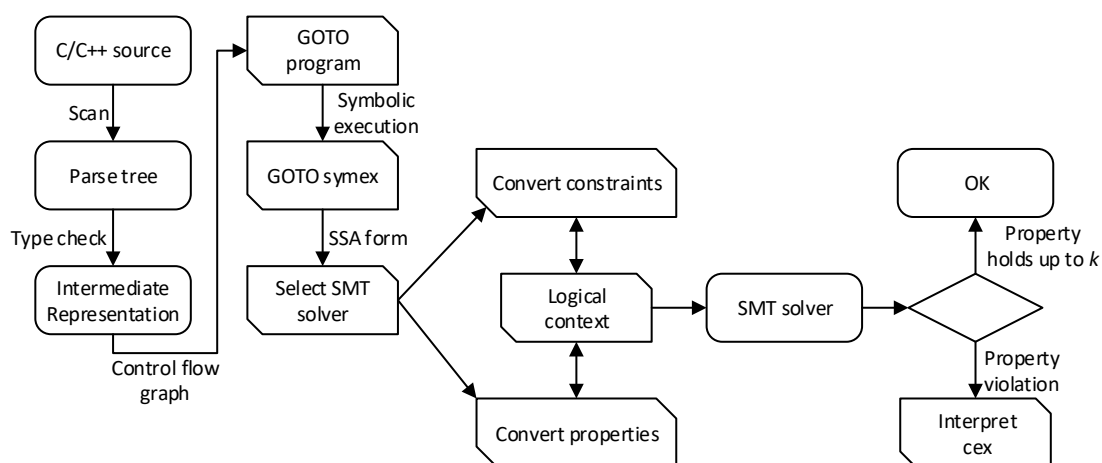 C/C++ source
Scan
Parse tree
Type check
Intermediate
Representation
Control flow
graph
GOTO
program
Symbolic
execution
GOTO symex
SSA form
Select SMT
solver
Convert constraints
Logical
context
Convert properties
SMT solver
OK
Property
holds up to k
Property
violation
Interpret
cex